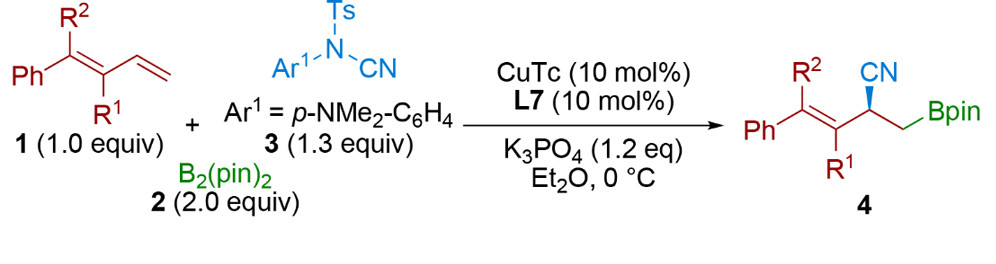 R2
Ph
R1
1 (1.0 equiv)
+
Ts
N
Ar1
CN
Ar1 = p-NMe2-C6H4
3 (1.3 equiv)
B2(pin)2
2 (2.0 equiv)
CuTc (10 mol%)
L7 (10 mol%)
K3PO4 (1.2 eq)
Et2O, 0 °C
R2
CN
Ph
Bpin
R1
4